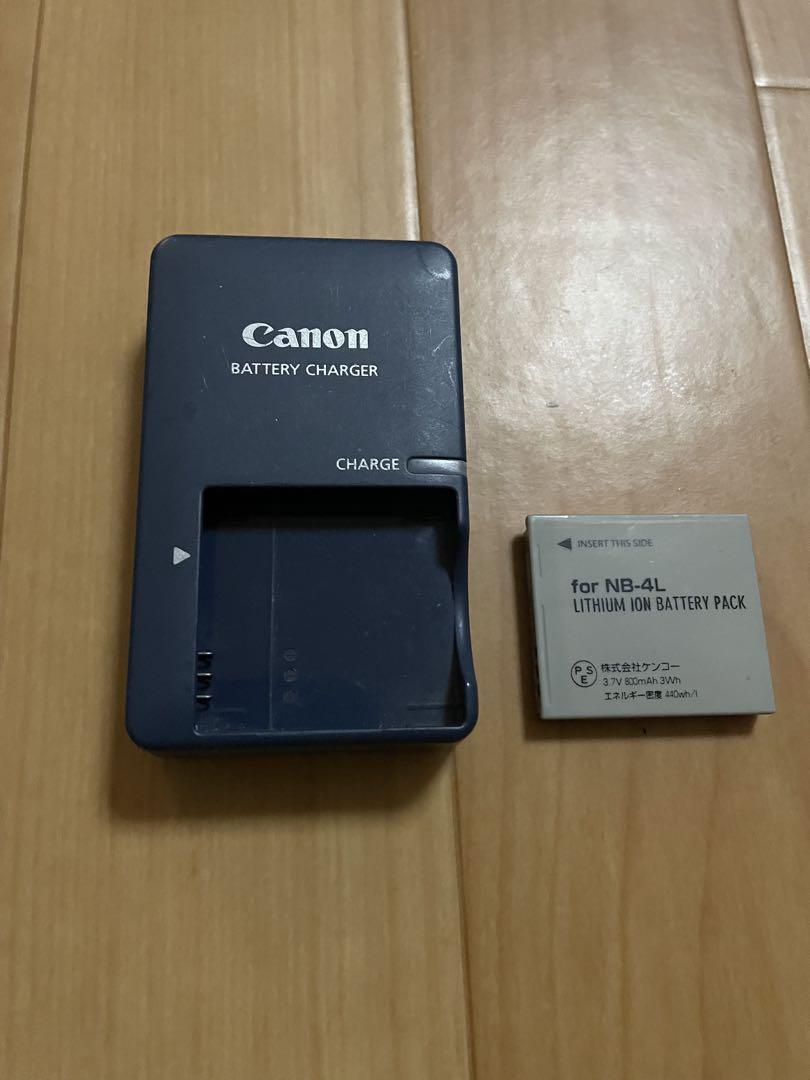 Canon
BATTERY CHARGER
CHARGE
INSERT THIS SIDE
for NB-4L
LITHIUM ION BATTERY PACK
PSE
株式会社ケンコー
3.7V 800mAh 3Wh
エネルギー密度 440wh/l